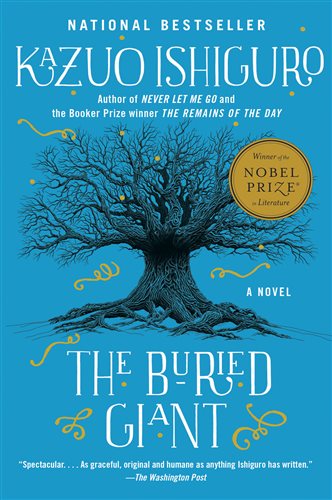 NATIONAL BESTSELLER
KAZUO ISHIGURO
Author of NEVER LET ME GO and
the Booker Prize winner THE REMAINS OF THE DAY
Winner of the
NOBEL
PRIZE®
in Literature
A NOVEL
THE BURIED
GIANT
“Spectacular. . . . As graceful, original and humane as anything Ishiguro has written.”
—The Washington Post